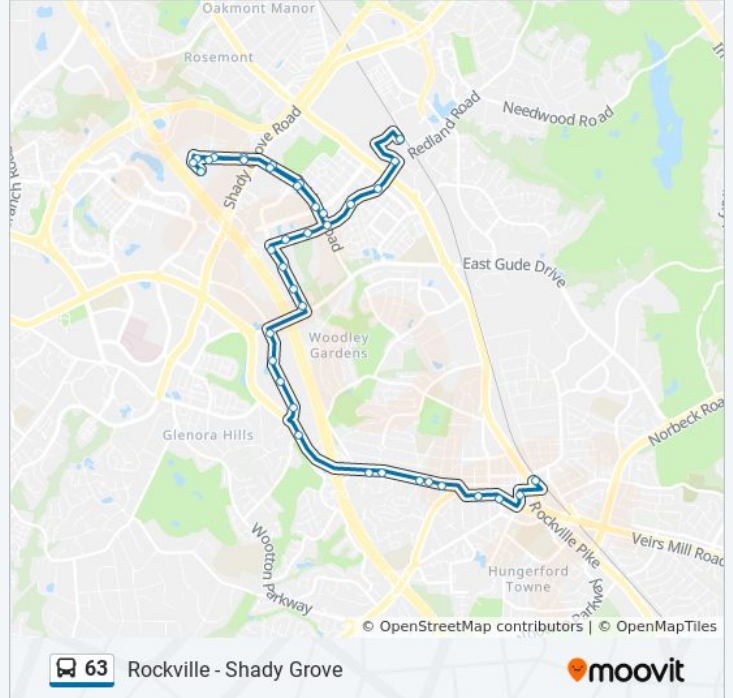 Oakmont Manor
Rosemont
Needwood Road
Redland Road
Shady Grove Road
East Gude Drive
Woodley
Gardens
Norbeck Roa
Glenora Hills
Rockville Pike
Veirs Mill Road
Wootton Parkway
Hungerford
Towne
© OpenStreetMap contributors | © OpenMapTiles
63 Rockville - Shady Grove
moovit